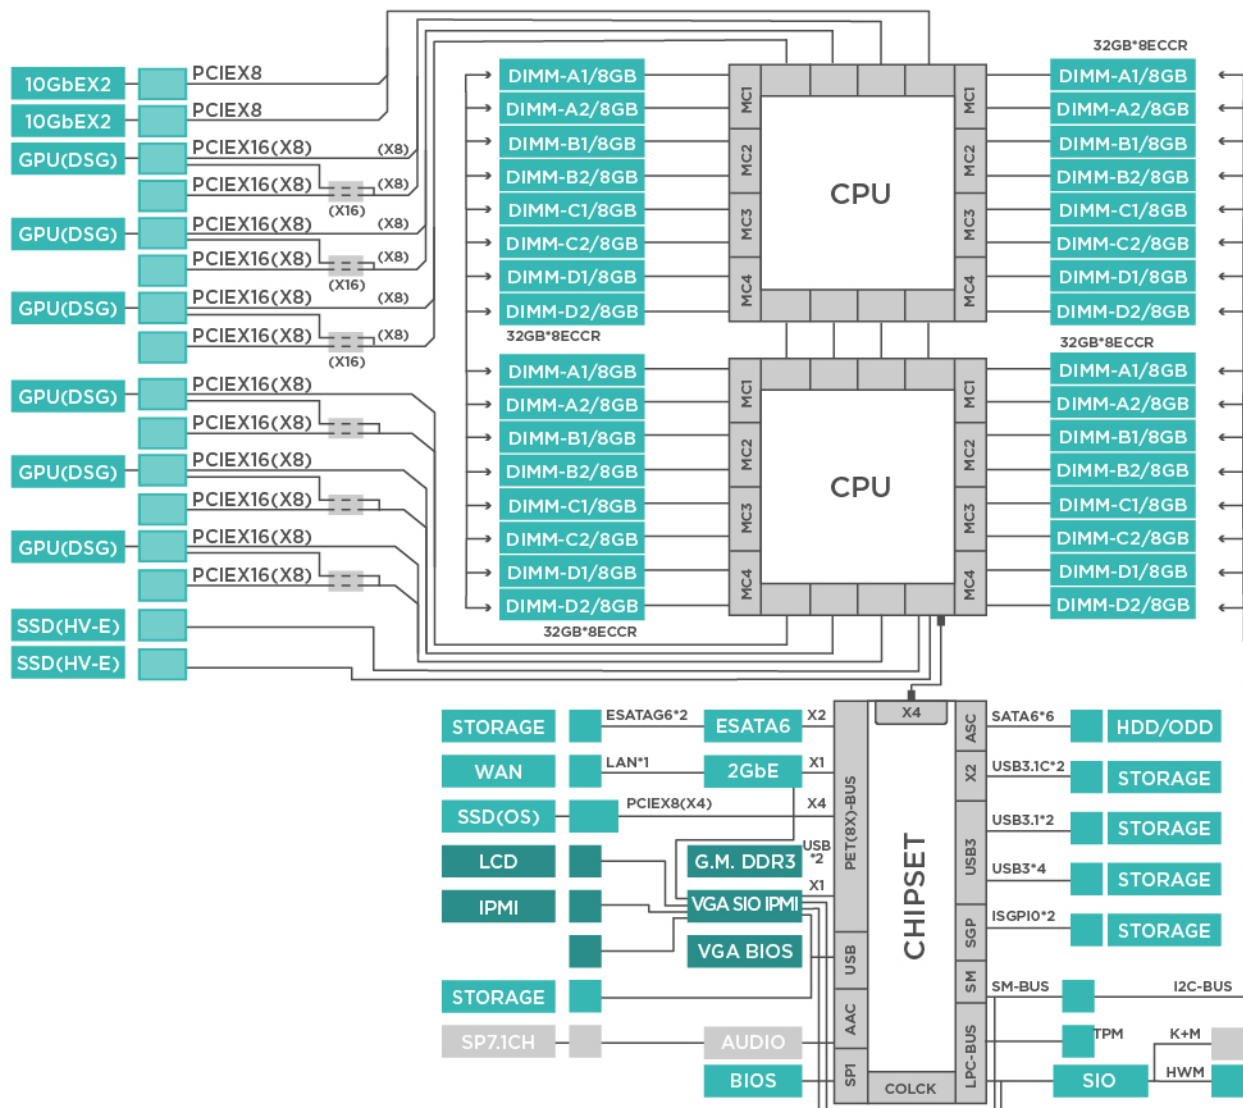 32GB*8ECCR
10GbEX2 PCIEX8
10GbEX2 PCIEX8
GPU(DSG) PCIEX16(X8) (X8)
PCIEX16(X8) (X8)
(X16)
GPU(DSG) PCIEX16(X8) (X8)
PCIEX16(X8) (X8)
(X16)
GPU(DSG) PCIEX16(X8) (X8)
PCIEX16(X8) (X8)
(X16)
GPU(DSG) PCIEX16(X8)
PCIEX16(X8)
GPU(DSG) PCIEX16(X8)
PCIEX16(X8)
GPU(DSG) PCIEX16(X8)
PCIEX16(X8)
SSD(HV-E)
SSD(HV-E)
DIMM-A1/8GB
DIMM-A2/8GB
DIMM-B1/8GB
DIMM-B2/8GB
DIMM-C1/8GB
DIMM-C2/8GB
DIMM-D1/8GB
DIMM-D2/8GB
32GB*8ECCR
MC1
MC2
MC3
MC4
CPU
MC1
MC2
MC3
MC4
DIMM-A1/8GB
DIMM-A2/8GB
DIMM-B1/8GB
DIMM-B2/8GB
DIMM-C1/8GB
DIMM-C2/8GB
DIMM-D1/8GB
DIMM-D2/8GB
32GB*8ECCR
DIMM-A1/8GB
DIMM-A2/8GB
DIMM-B1/8GB
DIMM-B2/8GB
DIMM-C1/8GB
DIMM-C2/8GB
DIMM-D1/8GB
DIMM-D2/8GB
32GB*8ECCR
MC1
MC2
MC3
MC4
CPU
MC1
MC2
MC3
MC4
DIMM-A1/8GB
DIMM-A2/8GB
DIMM-B1/8GB
DIMM-B2/8GB
DIMM-C1/8GB
DIMM-C2/8GB
DIMM-D1/8GB
DIMM-D2/8GB
STORAGE ESATAG6*2 ESATA6 X2
WAN LAN*1 2GbE X1
SSD(OS) PCIEX8(X4) X4
LCD G.M. DDR3 USB
*2
IPMI VGA SIO IPMI X1
VGA BIOS
STORAGE
SP7.1CH AUDIO
BIOS
PET(8X)-BUS
USB
AAC
SP1
X4
CHIPSET
COLCK
ASC
X2
USB3
SGP
SM
LPC-BUS
SATA6*6 HDD/ODD
USB3.1C*2 STORAGE
USB3.1*2 STORAGE
USB3*4 STORAGE
ISGPI0*2 STORAGE
SM-BUS I2C-BUS
TPM K+M
SIO HWM